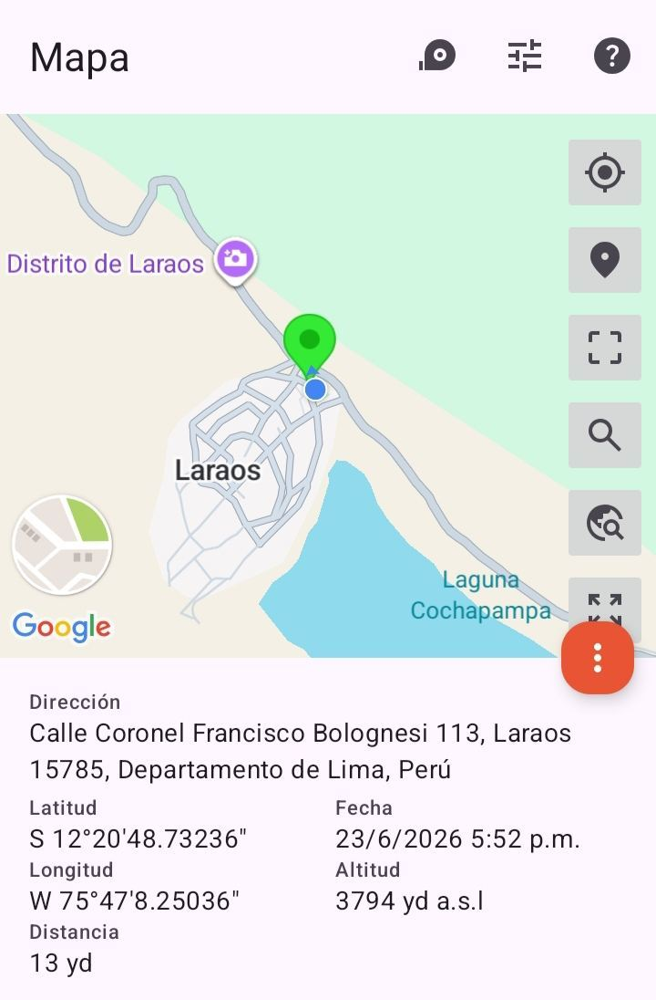 Mapa
Distrito de Laraos
Laraos
Laguna
Cochapampa
Google
Dirección
Calle Coronel Francisco Bolognesi 113, Laraos
15785, Departamento de Lima, Perú
Latitud
S 12°20'48.73236"
Fecha
23/6/2026 5:52 p.m.
Longitud
W 75°47'8.25036"
Altitud
3794 yd a.s.l
Distancia
13 yd